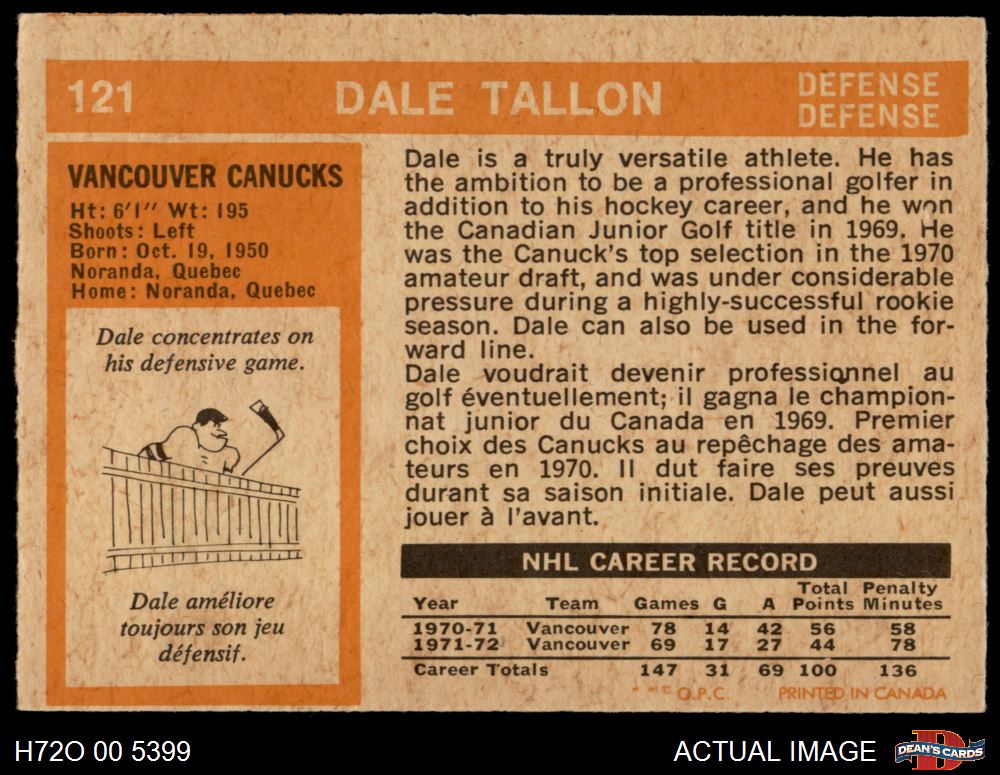 121
DALE TALLON
DEFENSE
DEFENSE
VANCOUVER CANUCKS
Ht: 6'1" Wt: 195
Shoots: Left
Born: Oct. 19, 1950
Noranda, Quebec
Home: Noranda, Quebec
Dale concentrates on
his defensive game.
Dale améliore
toujours son jeu
défensif.
Dale is a truly versatile athlete. He has
the ambition to be a professional golfer in
addition to his hockey career, and he won
the Canadian Junior Golf title in 1969. He
was the Canuck's top selection in the 1970
amateur draft, and was under considerable
pressure during a highly-successful rookie
season. Dale can also be used in the for-
ward line.
Dale voudrait devenir professionnel au
golf éventuellement; il gagna le champion-
nat junior du Canada en 1969. Premier
choix des Canucks au repêchage des ama-
teurs en 1970. Il dut faire ses preuves
durant sa saison initiale. Dale peut aussi
jouer à l'avant.
NHL CAREER RECORD
Year Team Games G A Total Points Penalty Minutes
1970-71 Vancouver 78 14 42 56 58
1971-72 Vancouver 69 17 27 44 78
Career Totals 147 31 69 100 136
* *© O.P.C. PRINTED IN CANADA
H72O 00 5399
ACTUAL IMAGE
D
DEAN'S CARDS